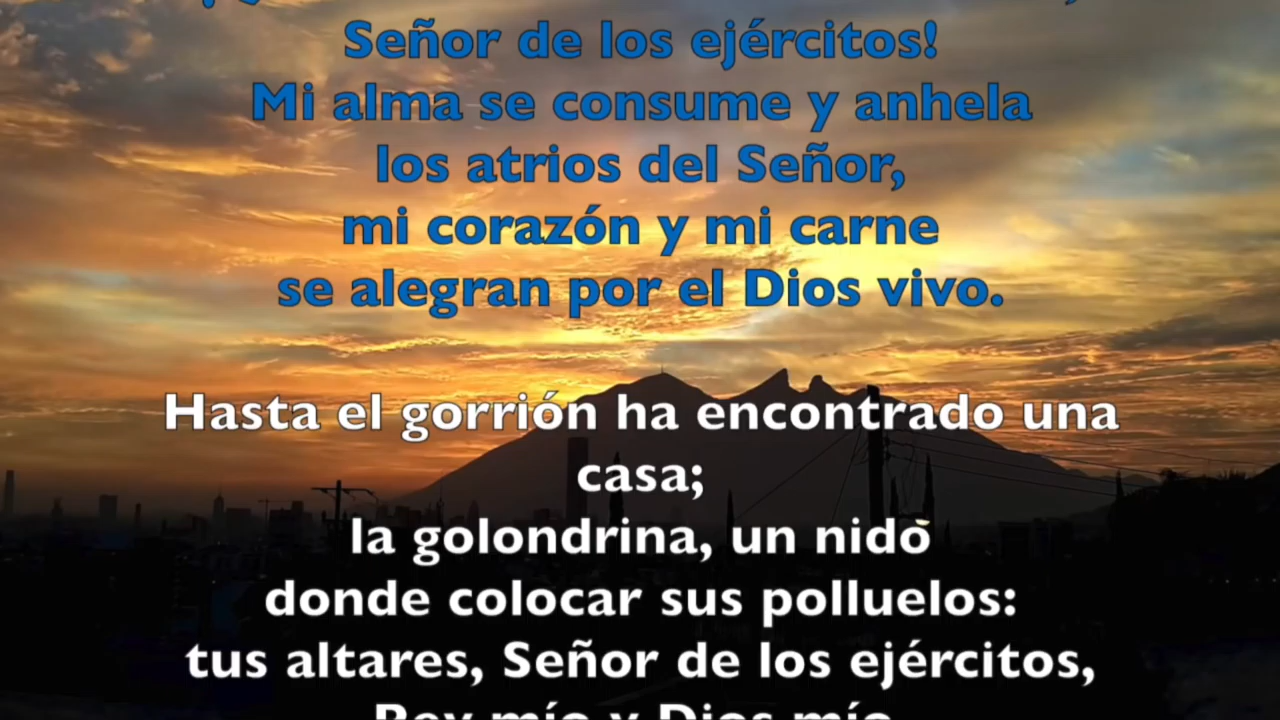 Señor de los ejércitos!
Mi alma se consume y anhela
los atrios del Señor,
mi corazón y mi carne
se alegran por el Dios vivo.
Hasta el gorrión ha encontrado una
casa;
la golondrina, un nido
donde colocar sus polluelos:
tus altares, Señor de los ejércitos,
Rey mío y Dios mío